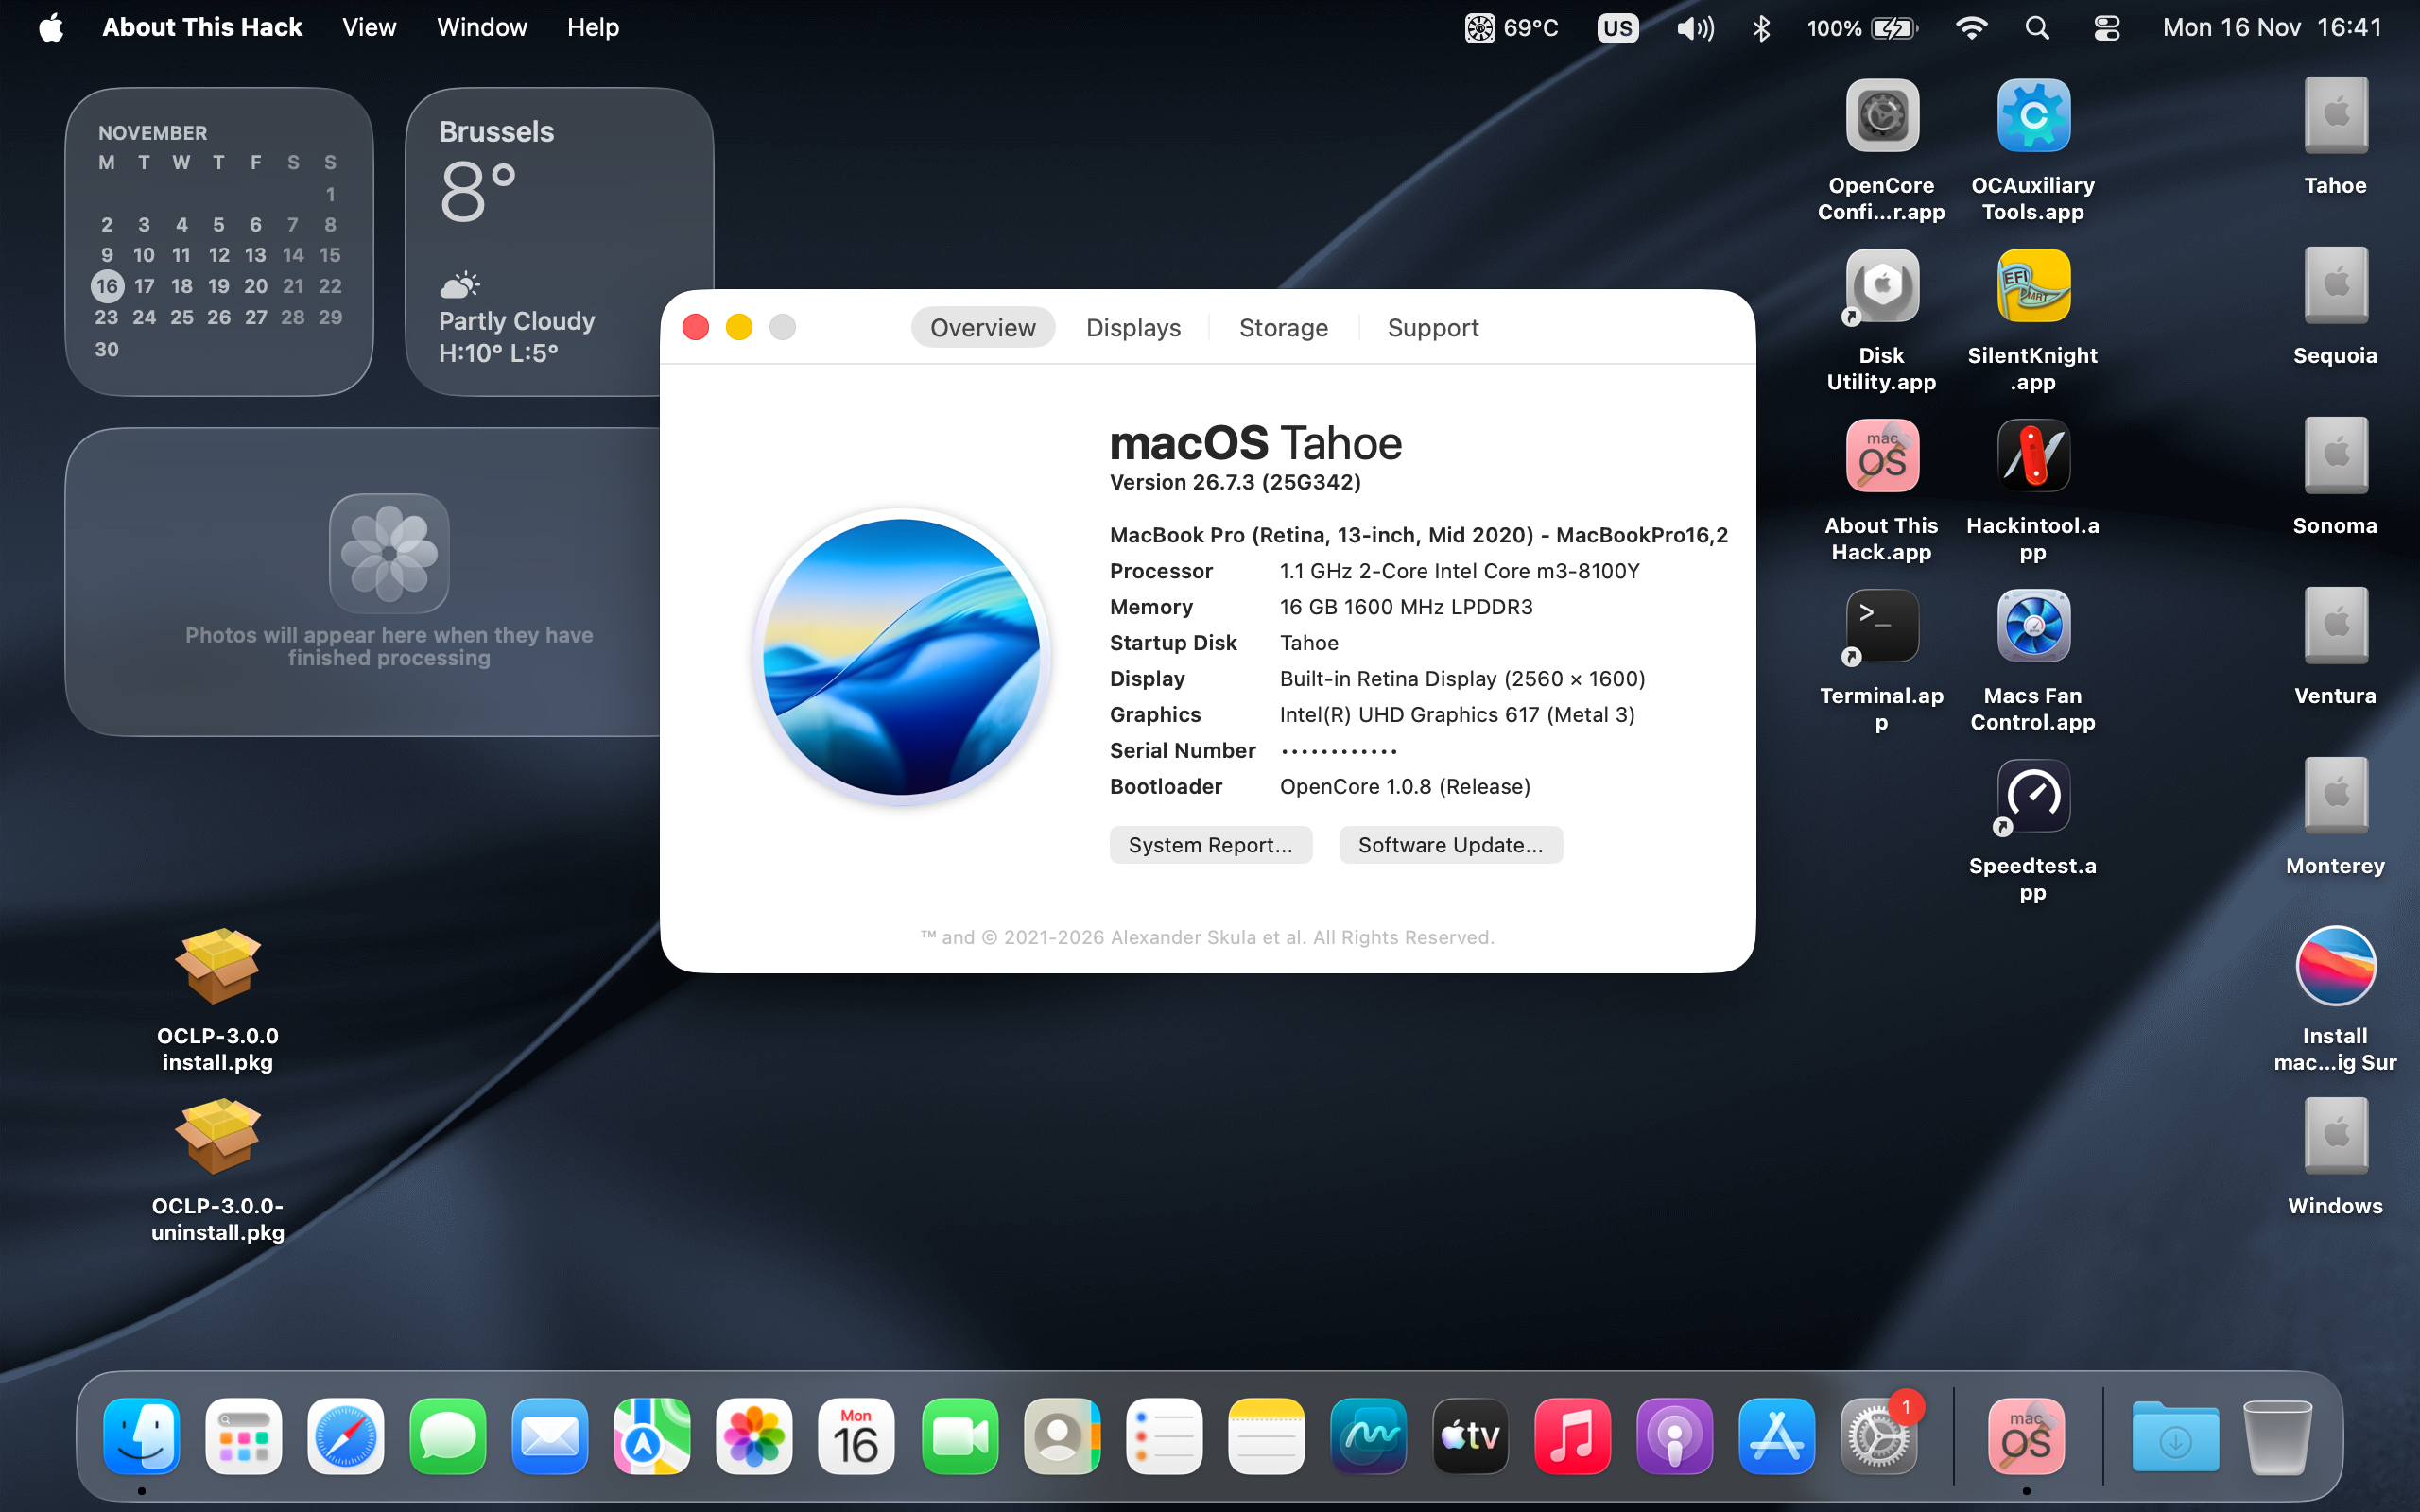 About This Hack View Window Help
69°C US 100% Mon 16 Nov 16:41
NOVEMBER
M T W T F S S
1
2 3 4 5 6 7 8
9 10 11 12 13 14 15
16 17 18 19 20 21 22
23 24 25 26 27 28 29
30
Brussels
8°
Partly Cloudy
H:10° L:5°
Photos will appear here when they have
finished processing
Overview Displays Storage Support
macOS Tahoe
Version 26.7.3 (25G342)
MacBook Pro (Retina, 13-inch, Mid 2020) - MacBookPro16,2
Processor 1.1 GHz 2-Core Intel Core m3-8100Y
Memory 16 GB 1600 MHz LPDDR3
Startup Disk Tahoe
Display Built-in Retina Display (2560 × 1600)
Graphics Intel(R) UHD Graphics 617 (Metal 3)
Serial Number ••••••••••••
Bootloader OpenCore 1.0.8 (Release)
System Report... Software Update...
™ and © 2021-2026 Alexander Skula et al. All Rights Reserved.
OpenCore
Confi...r.app
OCAuxiliary
Tools.app
Tahoe
Disk
Utility.app
EFI
MRT
SilentKnight
.app
Sequoia
mac
OS
About This
Hack.app
Hackintool.a
pp
Sonoma
>_
Terminal.ap
p
Macs Fan
Control.app
Ventura
Speedtest.a
pp
Monterey
Install
mac...ig Sur
Windows
OCLP-3.0.0
install.pkg
OCLP-3.0.0-
uninstall.pkg
Mon
16
tv
1
mac
OS